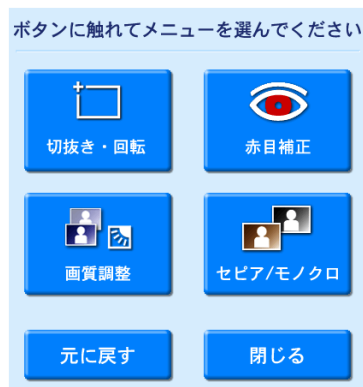 ボタンに触れてメニューを選んでください
切抜き・回転
赤目補正
画質調整
セピア/モノクロ
元に戻す
閉じる